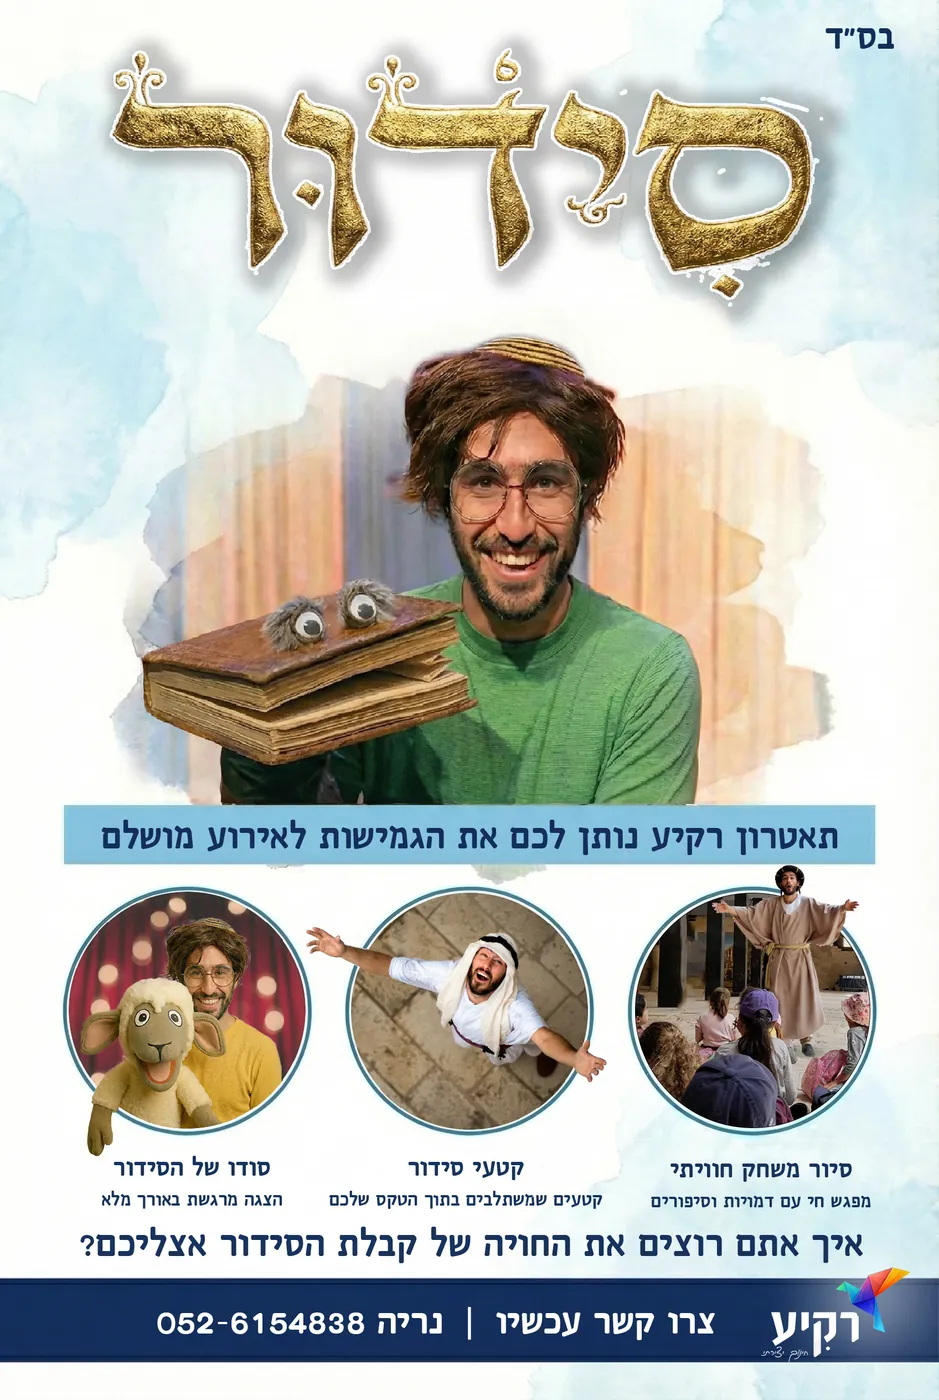 בס״ד
סִידּוּר
תאטרון רקיע נותן לכם את הגמישות לאירוע מושלם
סיור משחק חוויתי
מפגש חי עם דמויות וסיפורים
קטעי סידור
קטעים שמשתלבים בתוך הטקס שלכם
סודו של הסידור
הצגה מרגשת באורך מלא
איך אתם רוצים את החויה של קבלת הסידור אצליכם?
צרו קשר עכשיו | נריה 052-6154838
רקיע
חינוך יצירתי